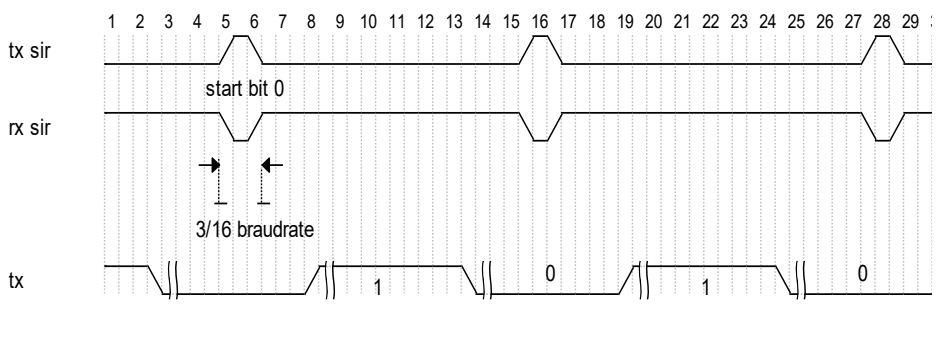 1 2 3 4 5 6 7 8 9 10 11 12 13 14 15 16 17 18 19 20 21 22 23 24 25 26 27 28 29
tx sir
start bit 0
rx sir
3/16 braudrate
tx 1 0 1 0